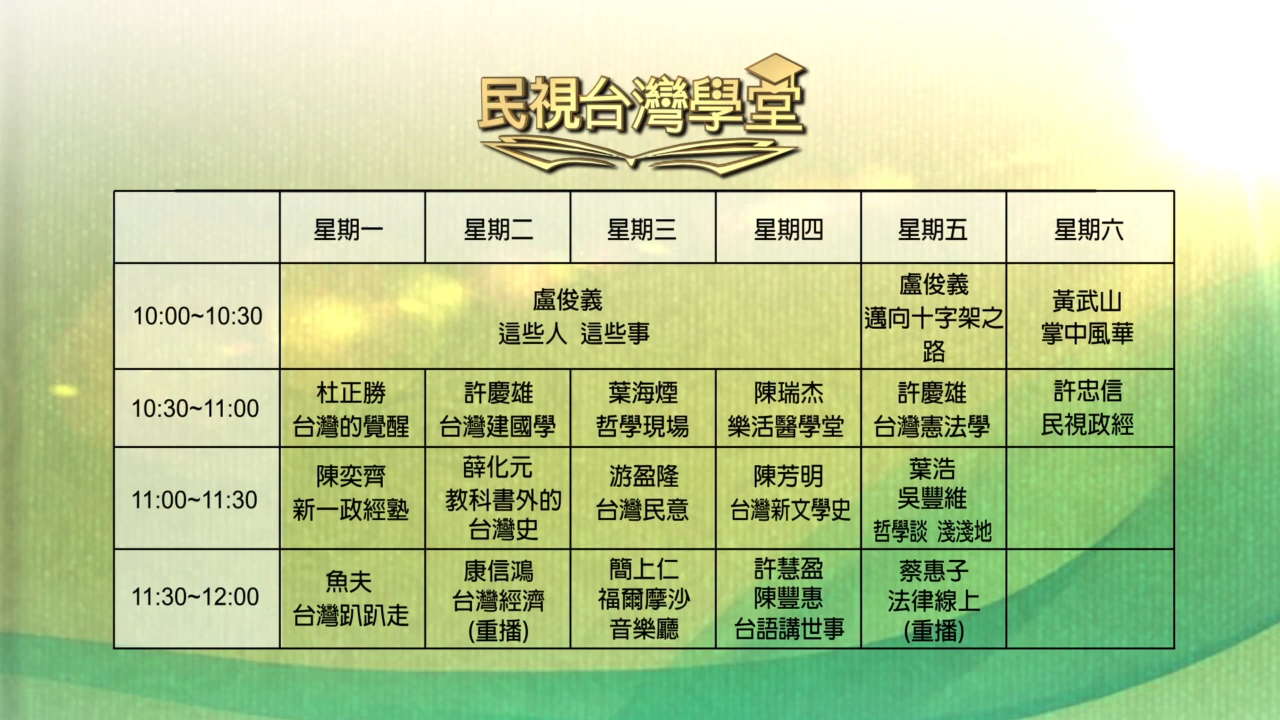 民視台灣學堂
星期一 星期二 星期三 星期四 星期五 星期六
10:00~10:30
盧俊義
這些人 這些事
盧俊義
邁向十字架之
路
黃武山
掌中風華
10:30~11:00
杜正勝
台灣的覺醒
許慶雄
台灣建國學
葉海煙
哲學現場
陳瑞杰
樂活醫學堂
許慶雄
台灣憲法學
許忠信
民視政經
11:00~11:30
陳奕齊
新一政經塾
薛化元
教科書外的
台灣史
游盈隆
台灣民意
陳芳明
台灣新文學史
葉浩
吳豐維
哲學談 淺淺地
11:30~12:00
魚夫
台灣趴趴走
康信鴻
台灣經濟
(重播)
簡上仁
福爾摩沙
音樂廳
許慧盈
陳豐惠
台語講世事
蔡惠子
法律線上
(重播)